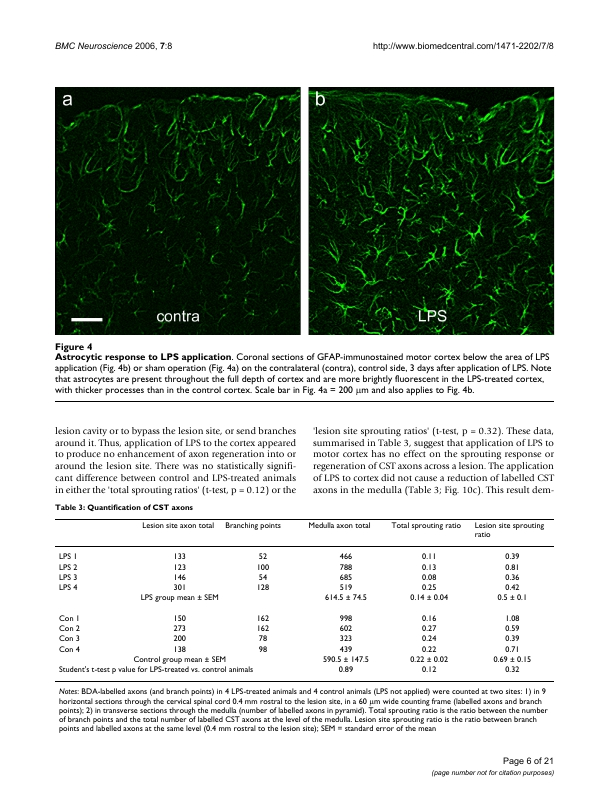 BMC Neuroscience 2006, 7:8
http://www.biomedcentral.com/1471-2202/7/8
a
b
contra
LPS
Figure 4
Astrocytic response to LPS application. Coronal sections of GFAP-immunostained motor cortex below the area of LPS
application (Fig. 4b) or sham operation (Fig. 4a) on the contralateral (contra), control side, 3 days after application of LPS. Note
that astrocytes are present throughout the full depth of cortex and are more brightly fluorescent in the LPS-treated cortex,
with thicker processes than in the control cortex. Scale bar in Fig. 4a = 200 μm and also applies to Fig. 4b.
lesion cavity or to bypass the lesion site, or send branches
around it. Thus, application of LPS to the cortex appeared
to produce no enhancement of axon regeneration into or
around the lesion site. There was no statistically signifi-
cant difference between control and LPS-treated animals
in either the 'total sprouting ratios' (t-test, p = 0.12) or the
'lesion site sprouting ratios' (t-test, p = 0.32). These data,
summarised in Table 3, suggest that application of LPS to
motor cortex has no effect on the sprouting response or
regeneration of CST axons across a lesion. The application
of LPS to cortex did not cause a reduction of labelled CST
axons in the medulla (Table 3; Fig. 10c). This result dem-
Table 3: Quantification of CST axons
Lesion site axon total Branching points Medulla axon total Total sprouting ratio Lesion site sprouting
ratio
LPS 1 133 52 466 0.11 0.39
LPS 2 123 100 788 0.13 0.81
LPS 3 146 54 685 0.08 0.36
LPS 4 301 128 519 0.25 0.42
LPS group mean ± SEM 614.5 ± 74.5 0.14 ± 0.04 0.5 ± 0.1
Con 1 150 162 998 0.16 1.08
Con 2 273 162 602 0.27 0.59
Con 3 200 78 323 0.24 0.39
Con 4 138 98 439 0.22 0.71
Control group mean ± SEM 590.5 ± 147.5 0.22 ± 0.02 0.69 ± 0.15
Student's t-test p value for LPS-treated vs. control animals 0.89 0.12 0.32
Notes: BDA-labelled axons (and branch points) in 4 LPS-treated animals and 4 control animals (LPS not applied) were counted at two sites: 1) in 9
horizontal sections through the cervical spinal cord 0.4 mm rostral to the lesion site, in a 60 μm wide counting frame (labelled axons and branch
points); 2) in transverse sections through the medulla (number of labelled axons in pyramid). Total sprouting ratio is the ratio between the number
of branch points and the total number of labelled CST axons at the level of the medulla. Lesion site sprouting ratio is the ratio between branch
points and labelled axons at the same level (0.4 mm rostral to the lesion site); SEM = standard error of the mean
Page 6 of 21
(page number not for citation purposes)